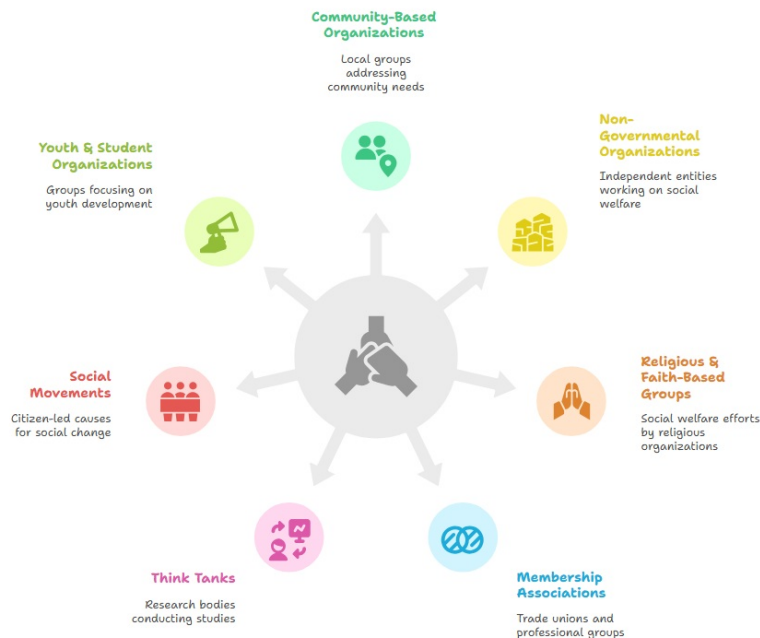 Community-Based
Organizations
Local groups
addressing
community needs
Non-
Governmental
Organizations
Independent entities
working on social
welfare
Religious &
Faith-Based
Groups
Social welfare efforts
by religious
organizations
Membership
Associations
Trade unions and
professional groups
Think Tanks
Research bodies
conducting studies
Social
Movements
Citizen-led causes
for social change
Youth & Student
Organizations
Groups focusing on
youth development